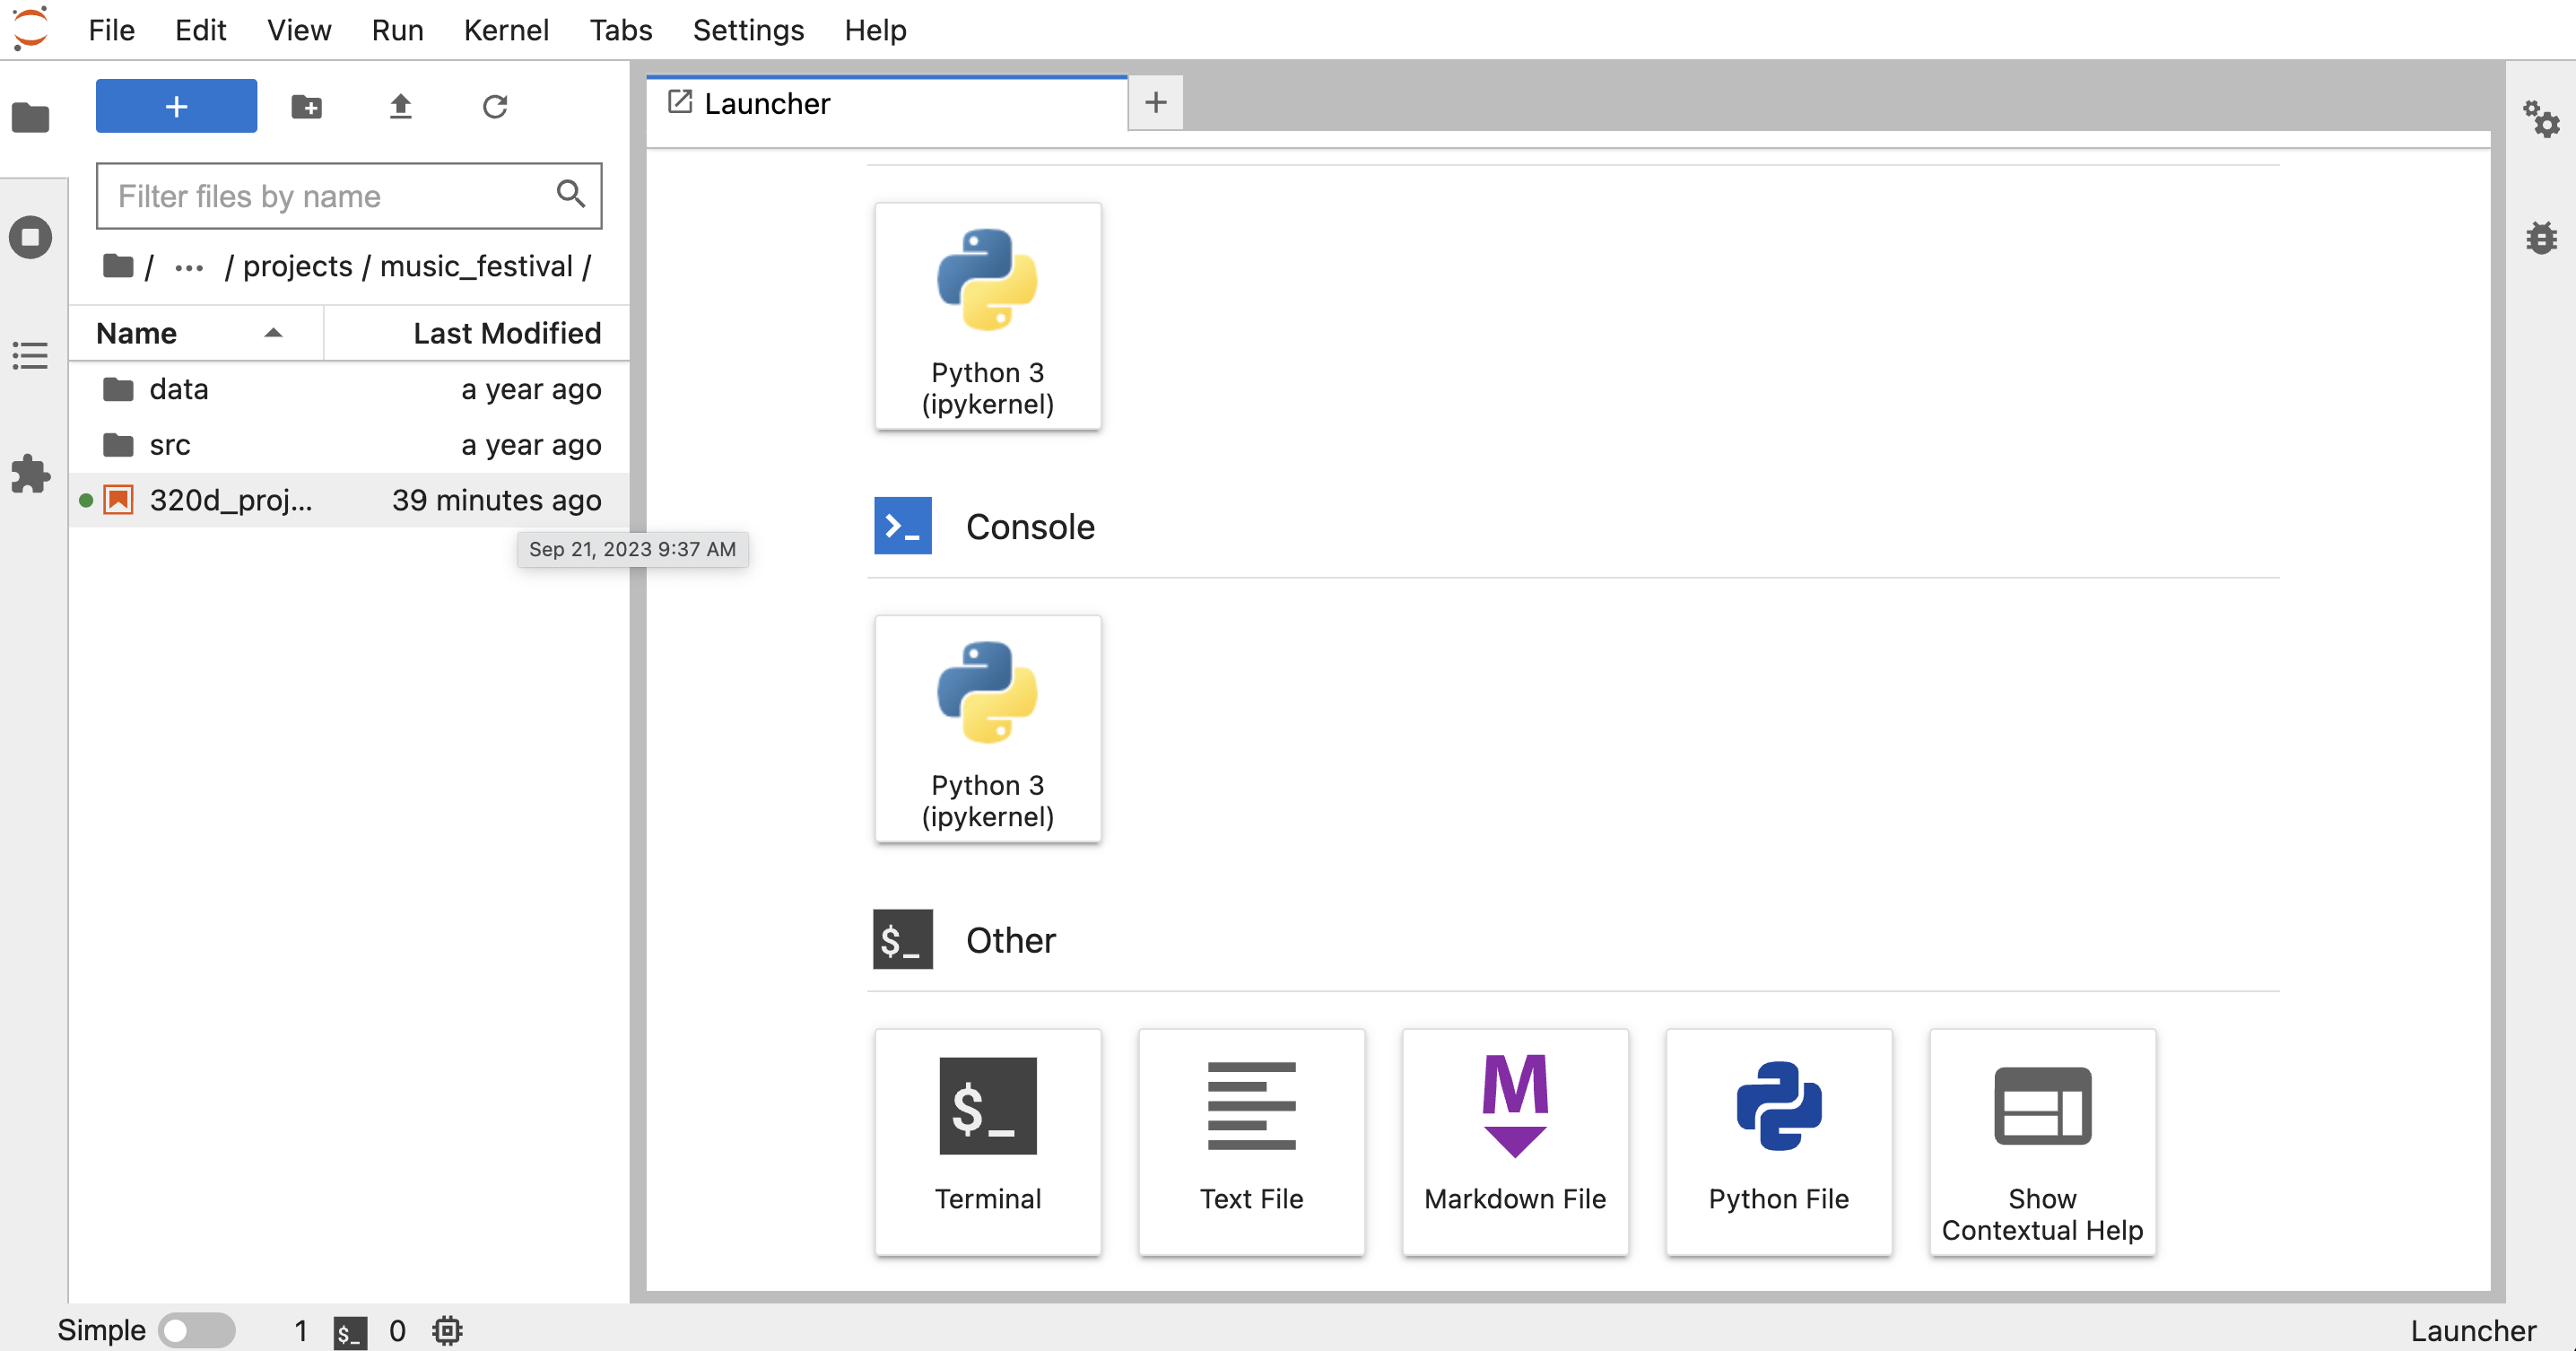 File Edit View Run Kernel Tabs Settings Help
Launcher
Filter files by name
/ ··· / projects / music_festival /
Name Last Modified
data a year ago
src a year ago
320d_proj... 39 minutes ago
Sep 21, 2023 9:37 AM
Python 3
(ipykernel)
Console
Python 3
(ipykernel)
$_ Other
$_
Terminal
Text File
M
Markdown File
Python File
Show
Contextual Help
Simple 1 $_ 0 Launcher